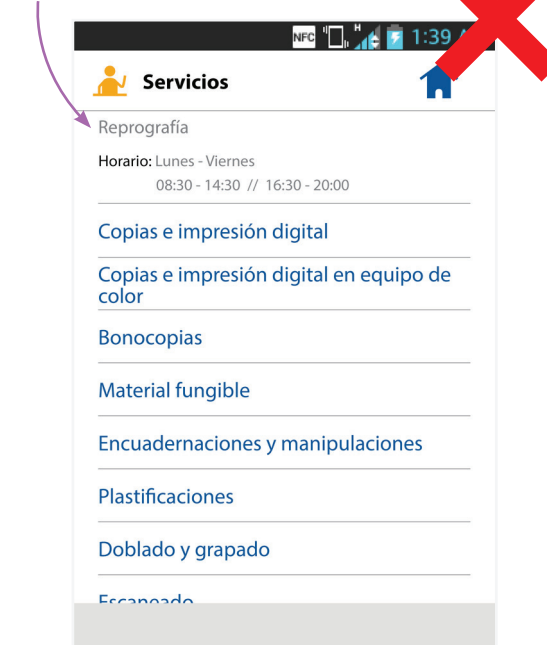 NFC H 1:39
Servicios
Reprografía
Horario: Lunes - Viernes
08:30 - 14:30 // 16:30 - 20:00
Copias e impresión digital
Copias e impresión digital en equipo de
color
Bonocopias
Material fungible
Encuadernaciones y manipulaciones
Plastificaciones
Doblado y grapado
Escaneado